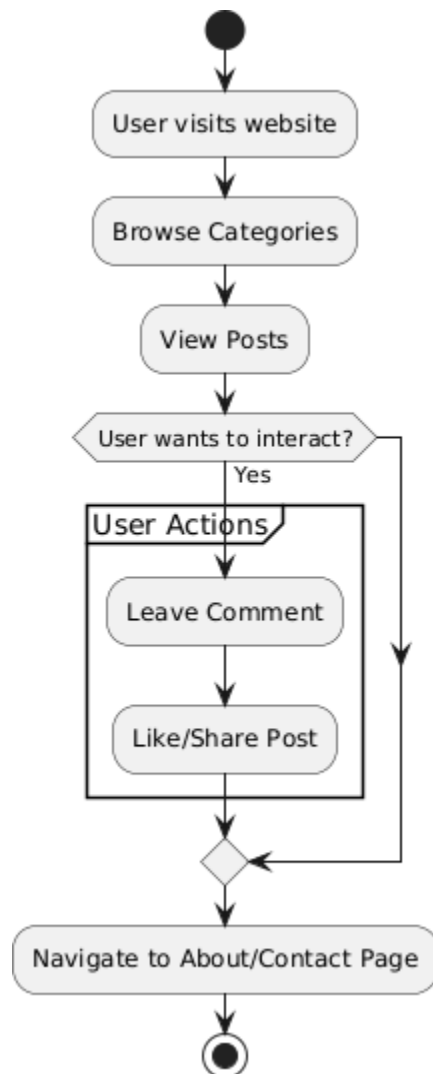 User visits website
Browse Categories
View Posts
User wants to interact?
Yes
User Actions
Leave Comment
Like/Share Post
Navigate to About/Contact Page